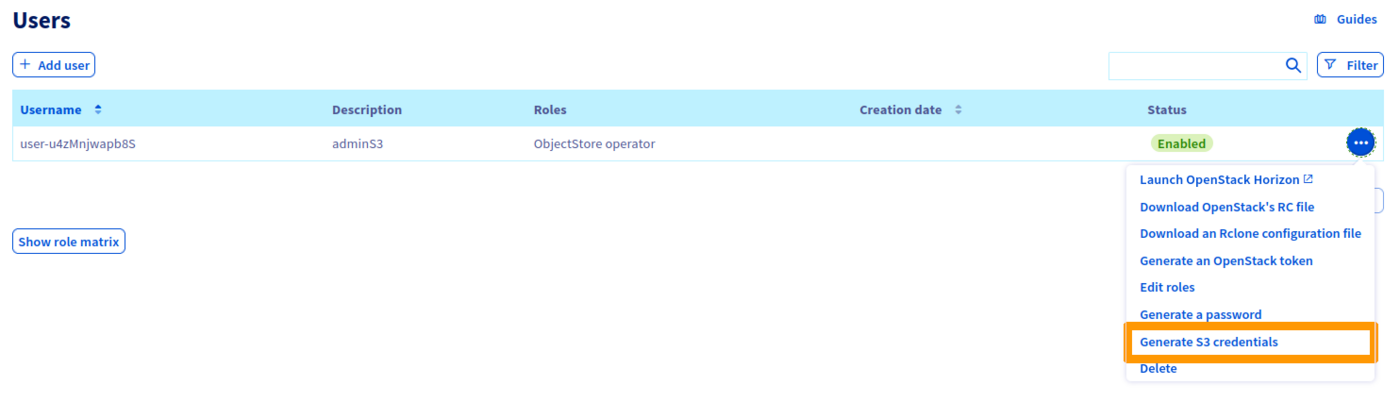 Users
Guides
+ Add user
Filter
Username Description Roles Creation date Status
user-u4zMnjwapb8S adminS3 ObjectStore operator Enabled
Launch OpenStack Horizon
Download OpenStack's RC file
Download an Rclone configuration file
Generate an OpenStack token
Edit roles
Generate a password
Generate S3 credentials
Delete
Show role matrix